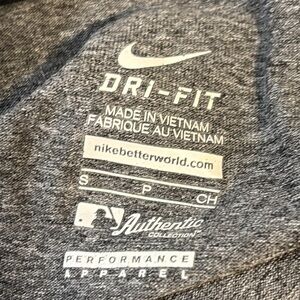 DRI-FIT
MADE IN VIETNAM
FABRIQUE AU VIETNAM
nikebetterworld.com
S P CH
Authentic
COLLECTION
PERFORMANCE
APPAREL